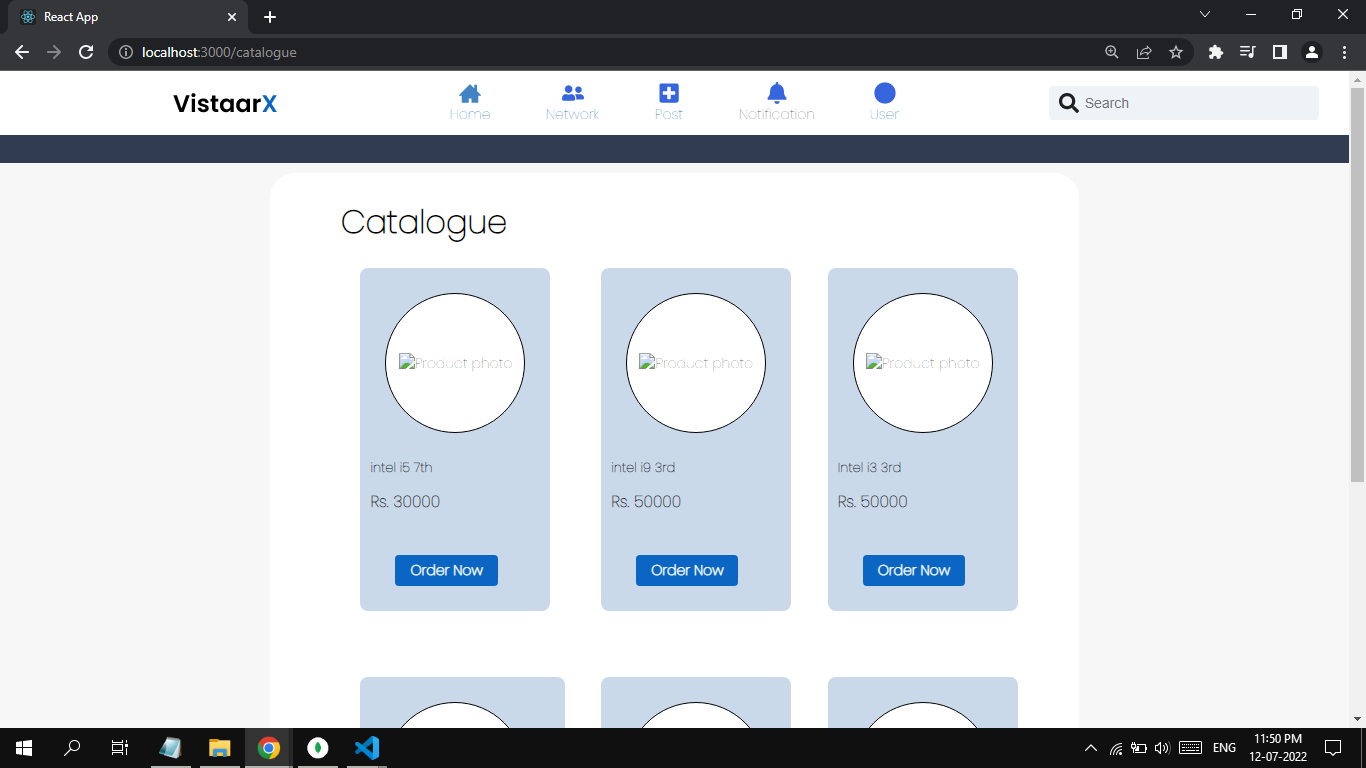 React App
localhost:3000/catalogue
VistaarX
Home
Network
Post
Notification
User
Search
Catalogue
Product photo
Product photo
Product photo
intel i5 7th
intel i9 3rd
Intel i3 3rd
Rs. 30000
Rs. 50000
Rs. 50000
Order Now
Order Now
Order Now
ENG
11:50 PM
12-07-2022